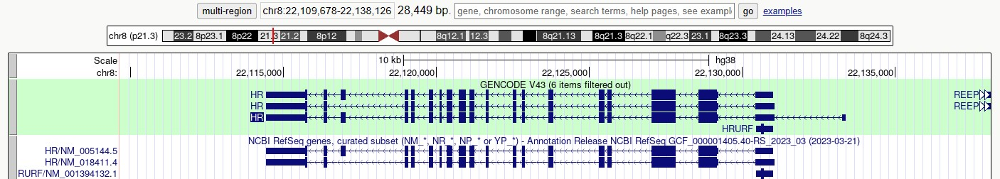 multi-region chr8:22,109,678-22,138,126 28,449 bp. gene, chromosome range, search terms, help pages, see exampl go examples
chr8 (p21.3) 23.2 8p23.1 8p22 21.3 21.2 8p12 8q12.1 12.3 8q21.13 8q21.3 8q22.1 q22.3 23.1 8q23.3 24.13 24.22 8q24.3
Scale 10 kb hg38
chr8: 22,115,000 22,120,000 22,125,000 22,130,000 22,135,000
GENCODE V43 (6 items filtered out)
HR REEP
HR REEP
HR
HRURF
NCBI RefSeq genes, curated subset (NM_*, NR_*, NP_* or YP_*) - Annotation Release NCBI RefSeq GCF_000001405.40-RS_2023_03 (2023-03-21)
HR/NM_005144.5
HR/NM_018411.4
RURF/NM_001394132.1